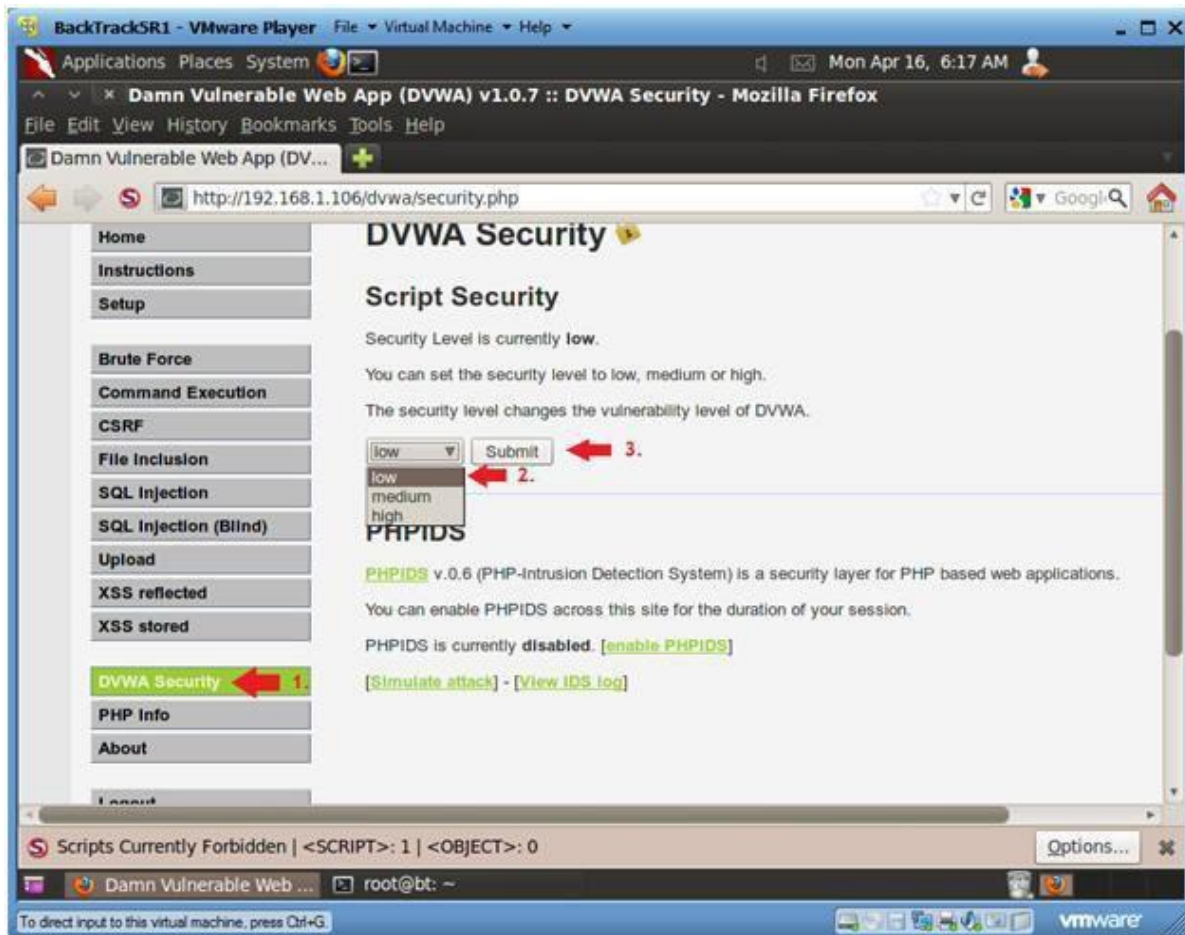 BackTrack5R1 - VMware Player File Virtual Machine Help
Applications Places System Mon Apr 16, 6:17 AM
Damn Vulnerable Web App (DVWA) v1.0.7 :: DVWA Security - Mozilla Firefox
File Edit View History Bookmarks Tools Help
Damn Vulnerable Web App (DV...
http://192.168.1.106/dvwa/security.php Googl
Home
Instructions
Setup
Brute Force
Command Execution
CSRF
File Inclusion
SQL Injection
SQL Injection (Blind)
Upload
XSS reflected
XSS stored
DVWA Security 1.
PHP Info
About
Logout
DVWA Security
Script Security
Security Level is currently low.
You can set the security level to low, medium or high.
The security level changes the vulnerability level of DVWA.
low Submit 3.
low 2.
medium
high
PHPIDS
PHPIDS v.0.6 (PHP-Intrusion Detection System) is a security layer for PHP based web applications.
You can enable PHPIDS across this site for the duration of your session.
PHPIDS is currently disabled. [enable PHPIDS]
[Simulate attack] - [View IDS log]
Scripts Currently Forbidden | <SCRIPT>: 1 | <OBJECT>: 0 Options...
Damn Vulnerable Web ... root@bt: ~
To direct input to this virtual machine, press Ctrl+G. vmware